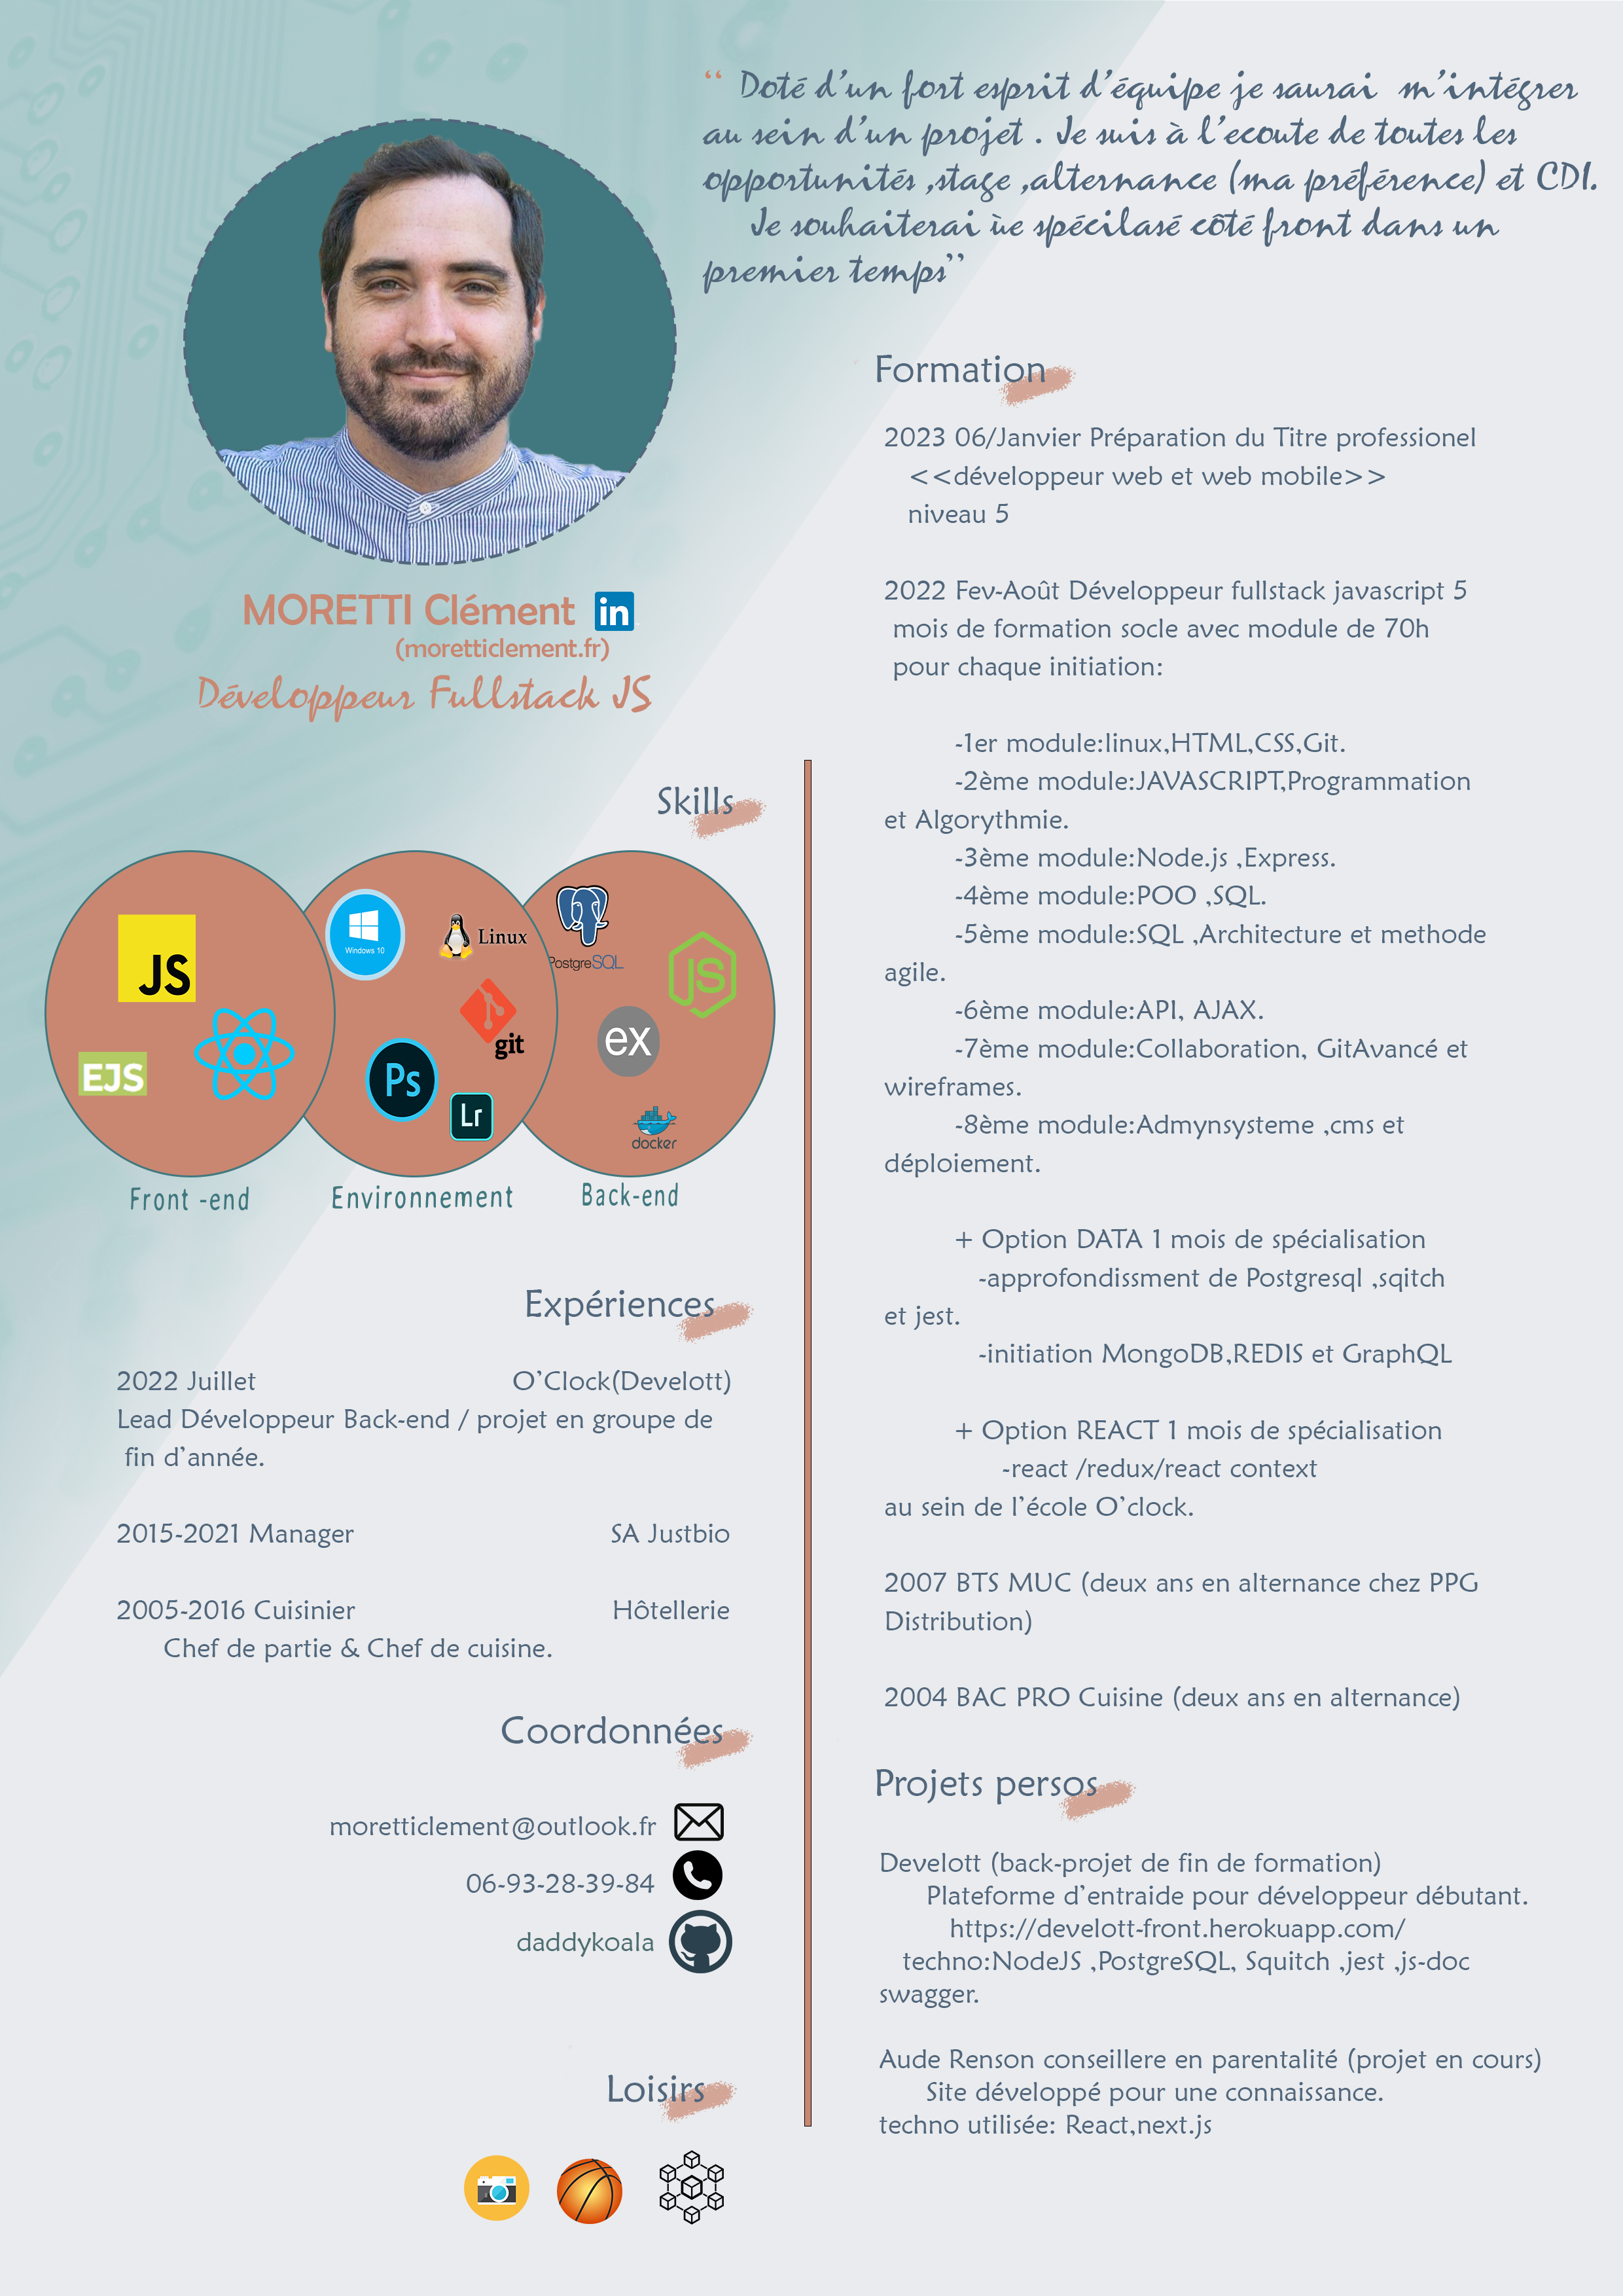 “ Doté d’un fort esprit d’équipe je saurai m’intégrer
au sein d’un projet . Je suis à l’ecoute de toutes les
opportunités ,stage ,alternance (ma préférence) et CDI.
Je souhaiterai ùe spécilasé côté front dans un
premier temps”
MORETTI Clément in
(moretticlement.fr)
Développeur Fullstack JS
Skills
JS
EJS
Windows 10
Linux
git
Ps
Lr
PostgreSQL
JS
ex
docker
Front -end
Environnement
Back-end
Expériences
2022 Juillet O’Clock(Develott)
Lead Développeur Back-end / projet en groupe de
fin d’année.
2015-2021 Manager SA Justbio
2005-2016 Cuisinier Hôtellerie
Chef de partie & Chef de cuisine.
Coordonnées
moretticlement@outlook.fr
06-93-28-39-84
daddykoala
Loisirs
Formation
2023 06/Janvier Préparation du Titre professionel
<<développeur web et web mobile>>
niveau 5
2022 Fev-Août Développeur fullstack javascript 5
mois de formation socle avec module de 70h
pour chaque initiation:
-1er module:linux,HTML,CSS,Git.
-2ème module:JAVASCRIPT,Programmation
et Algorythmie.
-3ème module:Node.js ,Express.
-4ème module:POO ,SQL.
-5ème module:SQL ,Architecture et methode
agile.
-6ème module:API, AJAX.
-7ème module:Collaboration, GitAvancé et
wireframes.
-8ème module:Admynsysteme ,cms et
déploiement.
+ Option DATA 1 mois de spécialisation
-approfondissment de Postgresql ,sqitch
et jest.
-initiation MongoDB,REDIS et GraphQL
+ Option REACT 1 mois de spécialisation
-react /redux/react context
au sein de l’école O’clock.
2007 BTS MUC (deux ans en alternance chez PPG
Distribution)
2004 BAC PRO Cuisine (deux ans en alternance)
Projets persos
Develott (back-projet de fin de formation)
Plateforme d’entraide pour développeur débutant.
https://develott-front.herokuapp.com/
techno:NodeJS ,PostgreSQL, Squitch ,jest ,js-doc
swagger.
Aude Renson conseillere en parentalité (projet en cours)
Site développé pour une connaissance.
techno utilisée: React,next.js